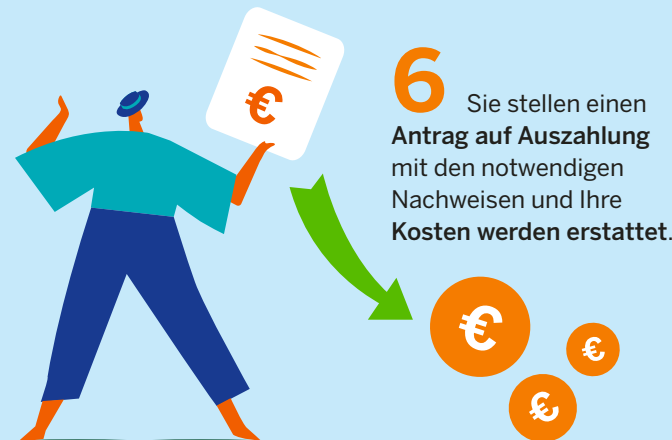 €
6 Sie stellen einen
Antrag auf Auszahlung
mit den notwendigen
Nachweisen und Ihre
Kosten werden erstattet.
€
€
€